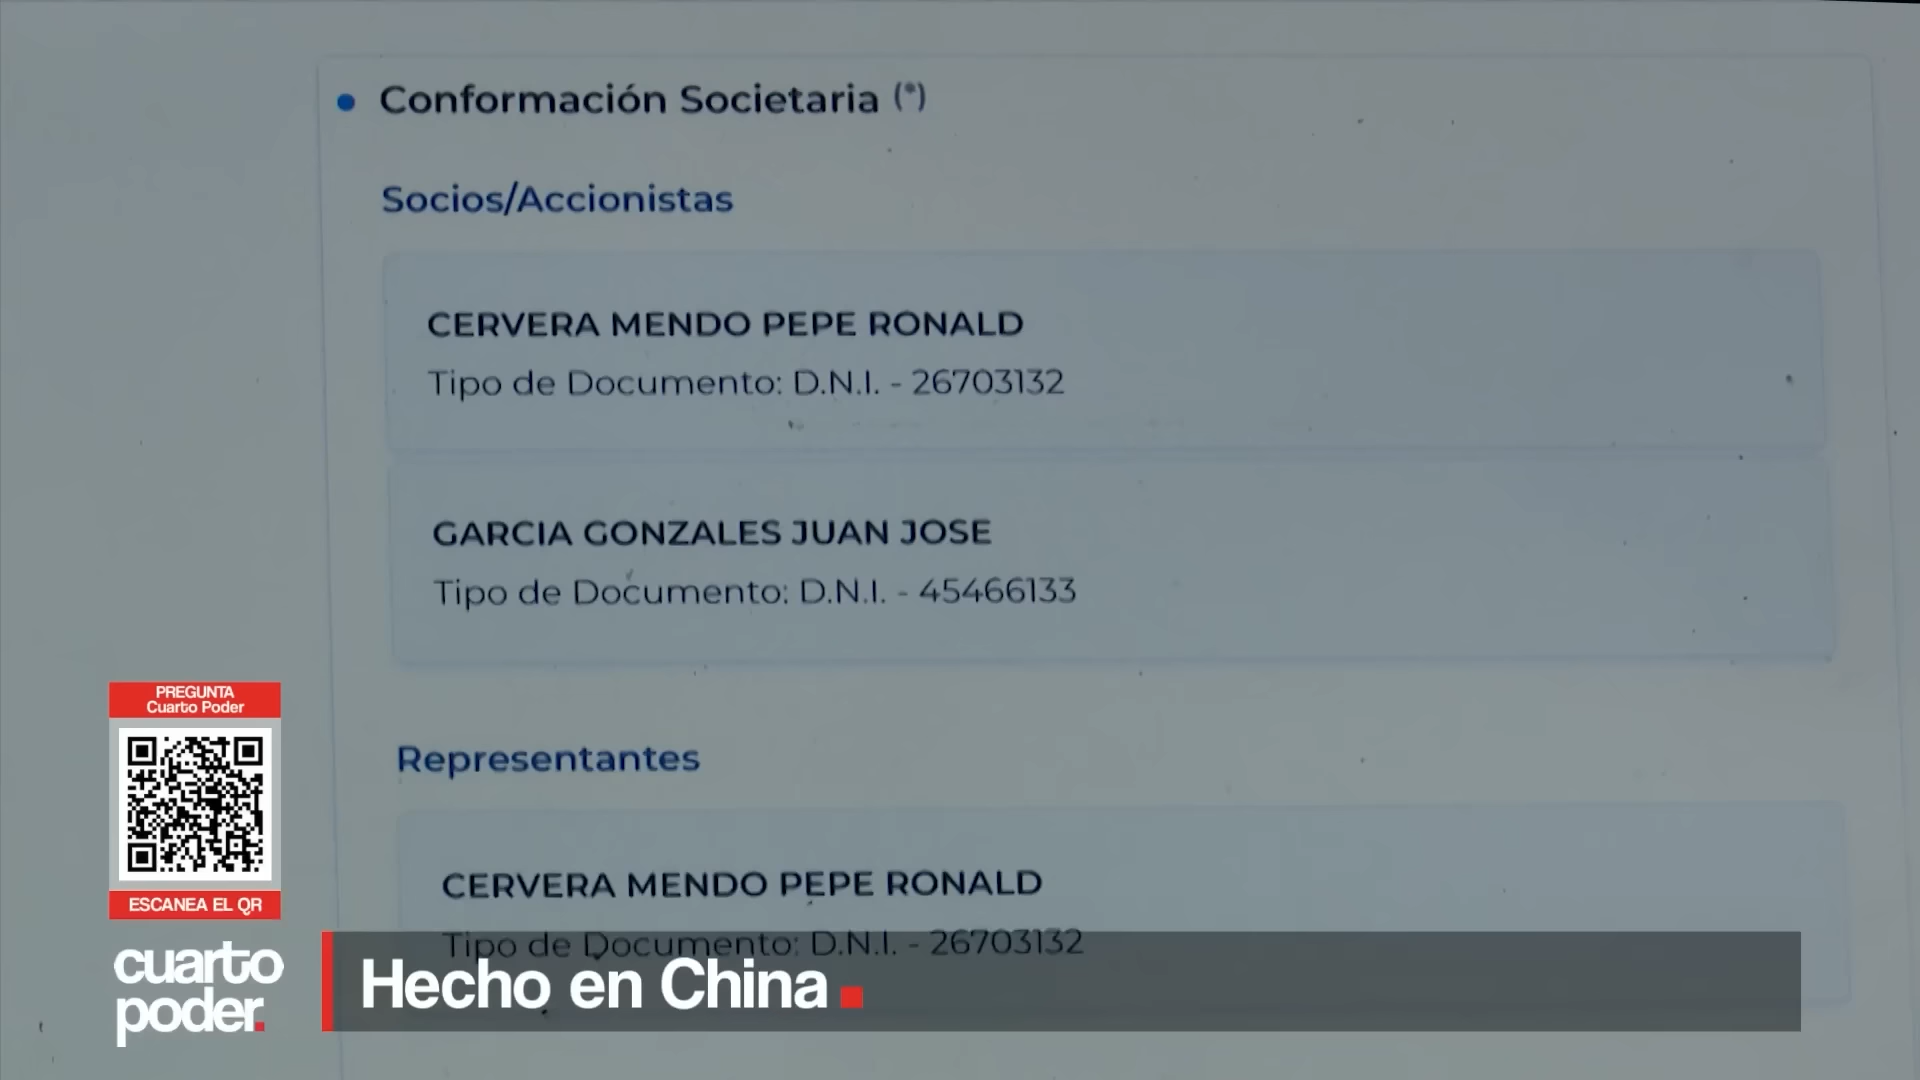 Conformación Societaria (*)
Socios/Accionistas
CERVERA MENDO PEPE RONALD
Tipo de Documento: D.N.I. - 26703132
GARCIA GONZALES JUAN JOSE
Tipo de Documento: D.N.I. - 45466133
Representantes
CERVERA MENDO PEPE RONALD
Tipo de Documento: D.N.I. - 26703132
PREGUNTA
Cuarto Poder
ESCANEA EL QR
cuarto
poder.
Hecho en China